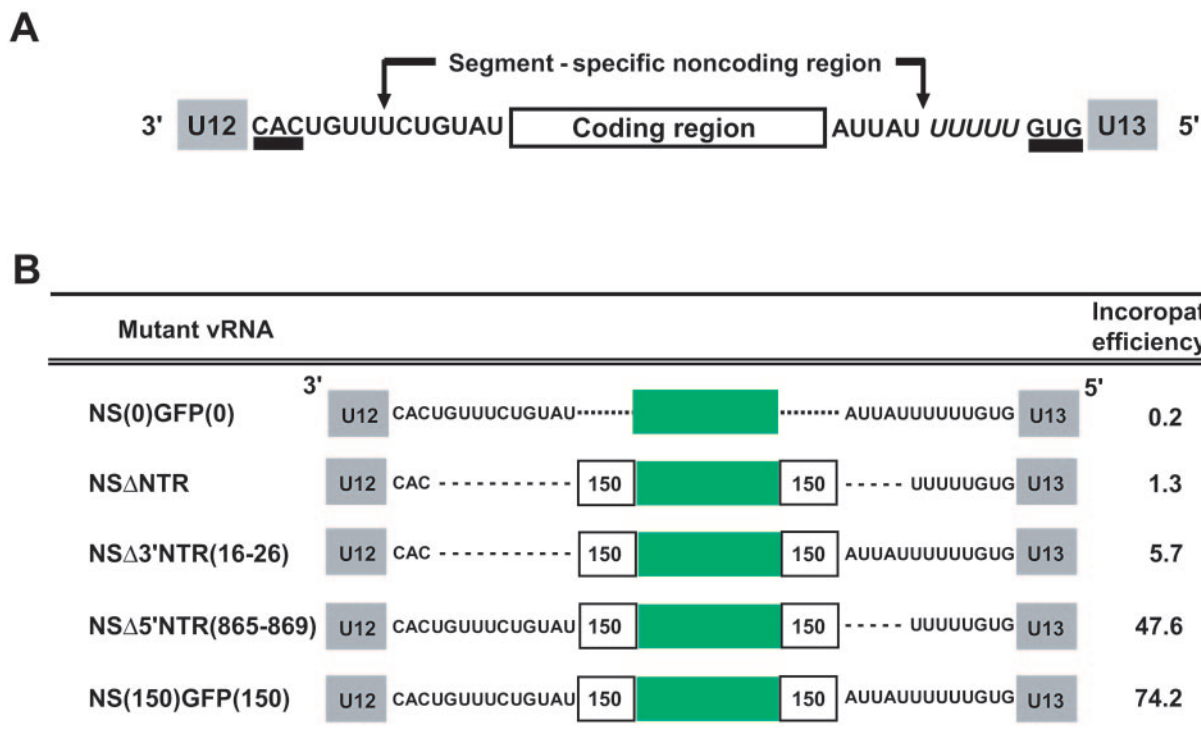 A
Segment - specific noncoding region
3' U12 CACUGUUUCUGUAU Coding region AUUAU UUUUU GUG U13 5'
B
Mutant vRNA Incoropat
efficiency
3' 5'
NS(0)GFP(0) U12 CACUGUUUCUGUAU AUUAUUUUUUGUG U13 0.2
NSΔNTR U12 CAC 150 150 UUUUUGUG U13 1.3
NSΔ3'NTR(16-26) U12 CAC 150 150 AUUAUUUUUUGUG U13 5.7
NSΔ5'NTR(865-869) U12 CACUGUUUCUGUAU 150 150 UUUUUGUG U13 47.6
NS(150)GFP(150) U12 CACUGUUUCUGUAU 150 150 AUUAUUUUUUGUG U13 74.2